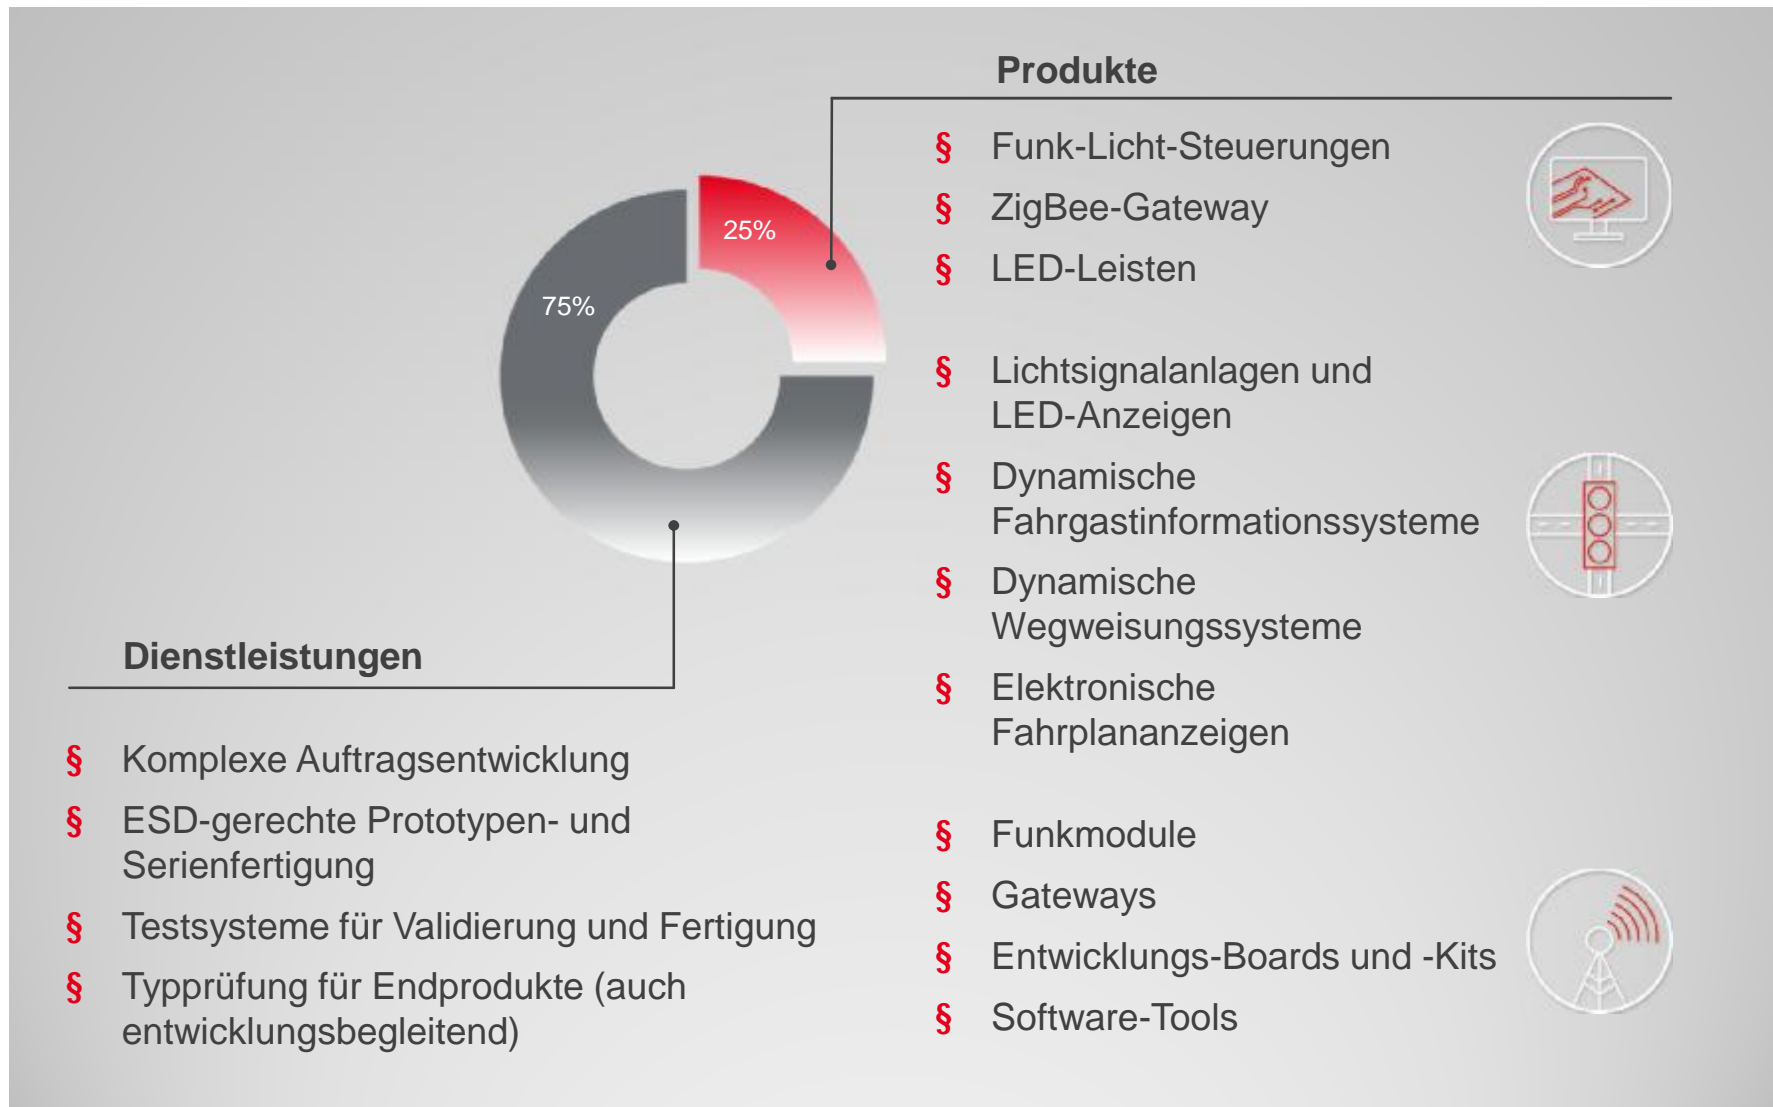 Produkte
§ Funk-Licht-Steuerungen
§ ZigBee-Gateway
§ LED-Leisten
§ Lichtsignalanlagen und
LED-Anzeigen
§ Dynamische
Fahrgastinformationssysteme
§ Dynamische
Wegweisungssysteme
§ Elektronische
Fahrplananzeigen
§ Funkmodule
§ Gateways
§ Entwicklungs-Boards und -Kits
§ Software-Tools
25%
75%
Dienstleistungen
§ Komplexe Auftragsentwicklung
§ ESD-gerechte Prototypen- und
Serienfertigung
§ Testsysteme für Validierung und Fertigung
§ Typprüfung für Endprodukte (auch
entwicklungsbegleitend)